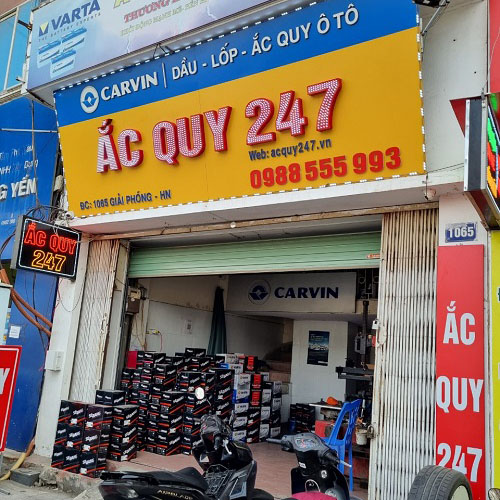 VARTA
CARVIN DẦU - LỐP - ẮC QUY Ô TÔ
ẮC QUY 247
Web: acquy247.vn
0988 555 993
ĐC: 1065 GIẢI PHÓNG - HN
G YÊN
ẮC QUY
247
CARVIN
1065
ẮC
QUY
247